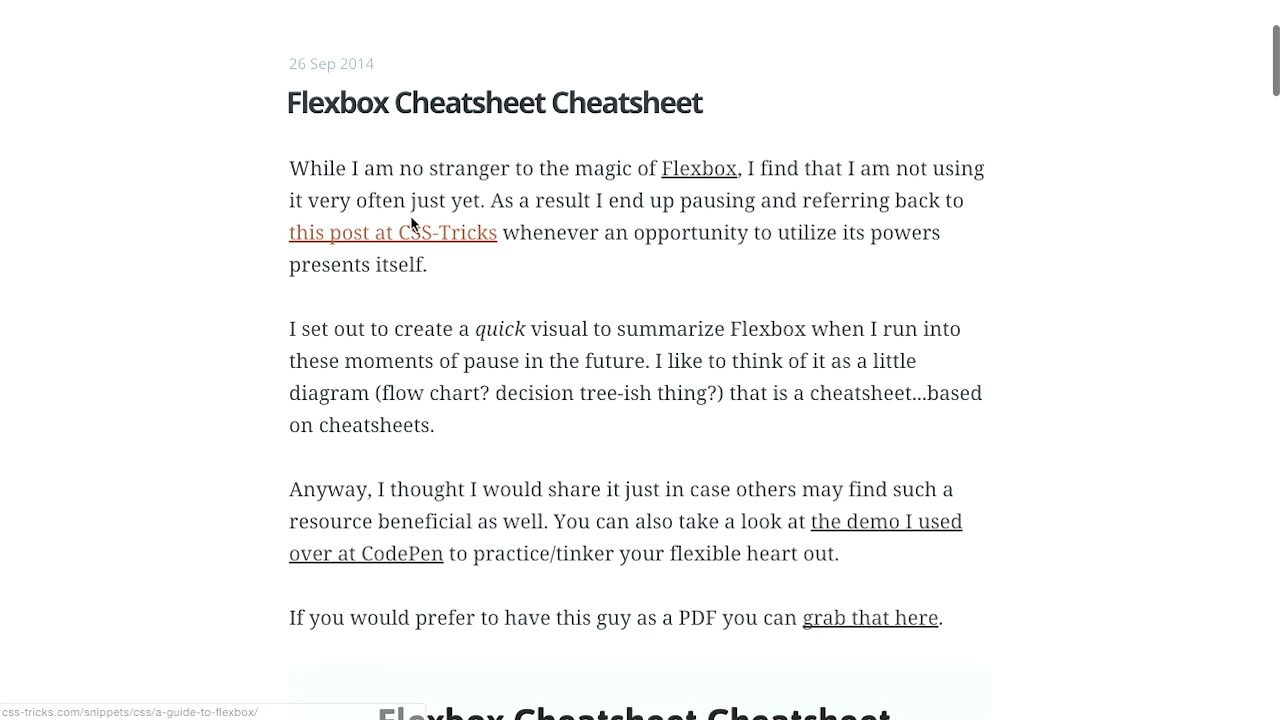 26 Sep 2014
Flexbox Cheatsheet Cheatsheet
While I am no stranger to the magic of Flexbox, I find that I am not using
it very often just yet. As a result I end up pausing and referring back to
this post at CSS-Tricks whenever an opportunity to utilize its powers
presents itself.
I set out to create a quick visual to summarize Flexbox when I run into
these moments of pause in the future. I like to think of it as a little
diagram (flow chart? decision tree-ish thing?) that is a cheatsheet...based
on cheatsheets.
Anyway, I thought I would share it just in case others may find such a
resource beneficial as well. You can also take a look at the demo I used
over at CodePen to practice/tinker your flexible heart out.
If you would prefer to have this guy as a PDF you can grab that here.
Flexbox Cheatsheet Cheatsheet
css-tricks.com/snippets/css/a-guide-to-flexbox/